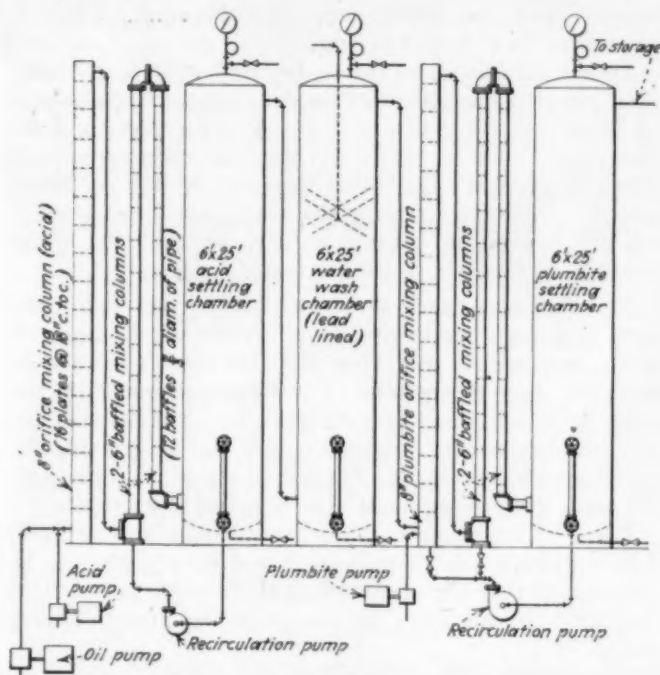 To storage
8" orifice mixing column (acid)
(16 plates @ 18" c. to c.)
2-6" baffled mixing columns
(12 baffles
diam. of pipe)
6'x25'
acid
settling
chamber
6'x25'
water
wash
chamber
(lead
lined)
8" plumbite orifice mixing column
2-6" baffled mixing columns
6'x25'
plumbite
settling
chamber
Acid
pump
Oil pump
Recirculation pump
Plumbite pump
Recirculation pump